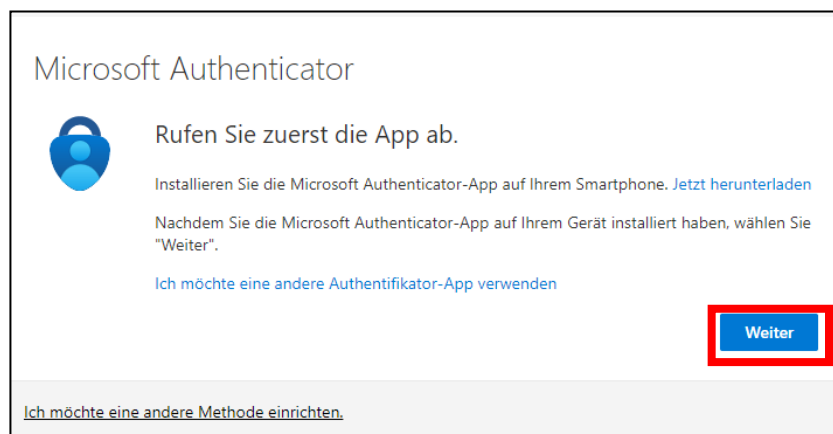 Microsoft Authenticator
Rufen Sie zuerst die App ab.
Installieren Sie die Microsoft Authenticator-App auf Ihrem Smartphone. Jetzt herunterladen
Nachdem Sie die Microsoft Authenticator-App auf Ihrem Gerät installiert haben, wählen Sie
"Weiter".
Ich möchte eine andere Authentifikator-App verwenden
Weiter
Ich möchte eine andere Methode einrichten.